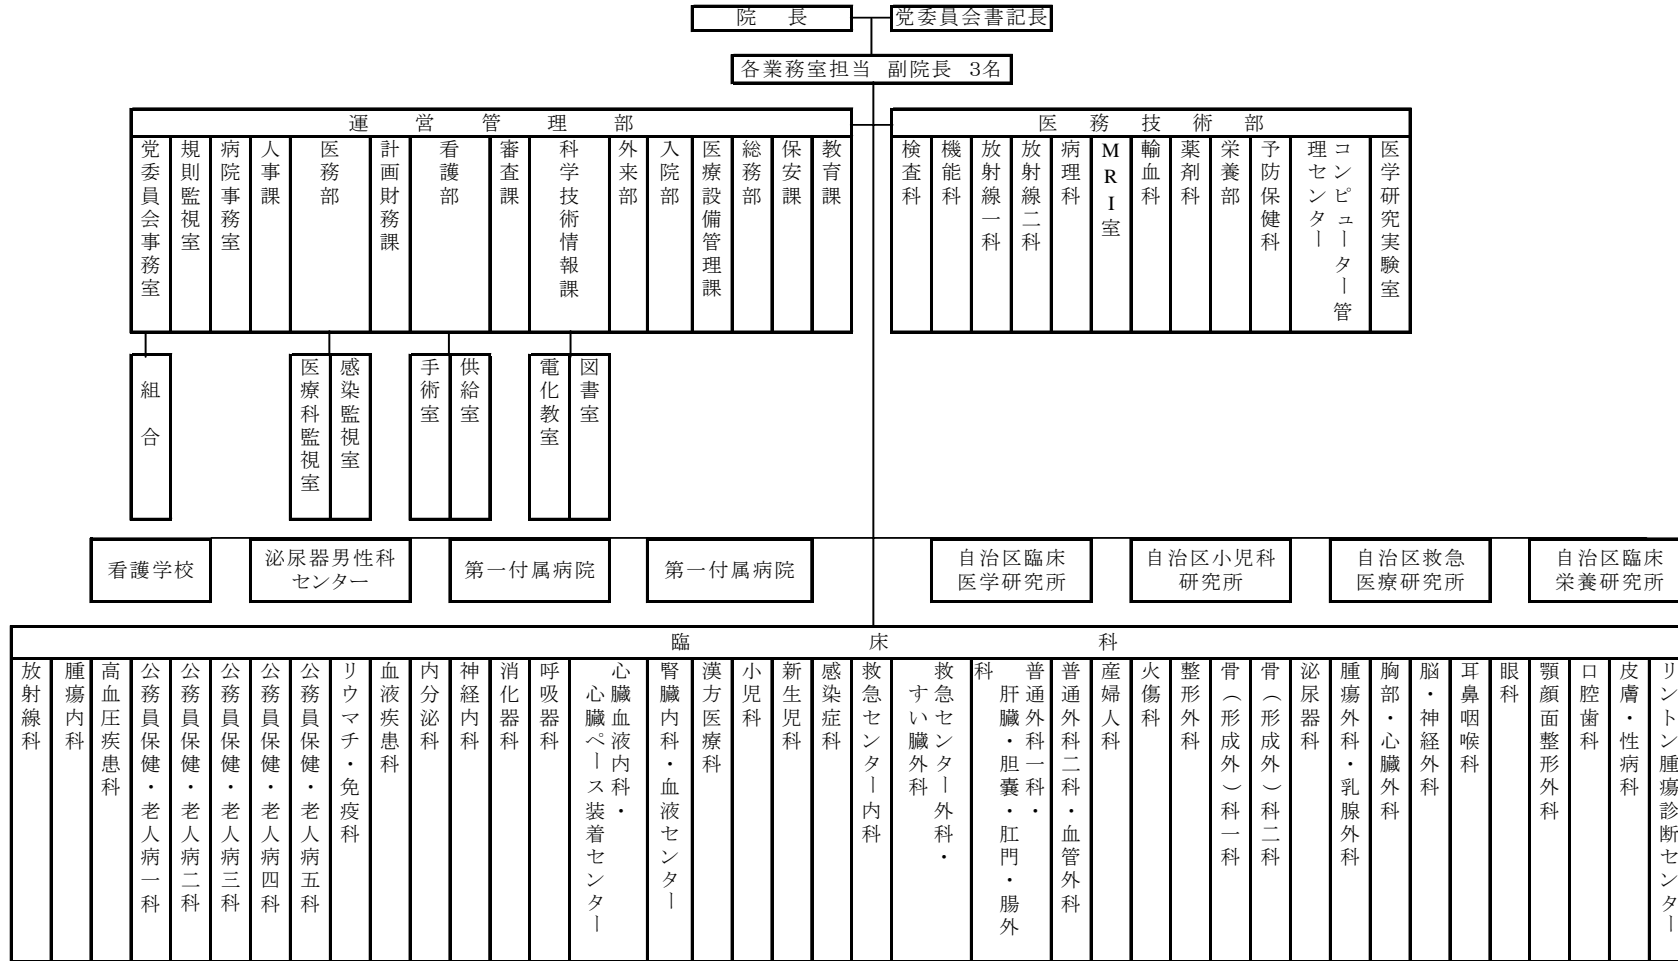 院　長
党委員会書記長
各業務室担当　副院長　3名
運営管理部
党委員会事務室
規則監視室
病院事務室
人事課
医務部
計画財務課
看護部
審査課
科学技術情報課
外来部
入院部
医療設備管理課
総務部
保安課
教育課
医務技術部
検査科
機能科
放射線一科
放射線二科
病理科
MRI室
輸血科
薬剤科
栄養部
予防保健科
コンピューター管
理センター
医学研究実験室
組合
医療科監視室
感染監視室
手術室
供給室
電化教室
図書室
看護学校
泌尿器男性科
センター
第一付属病院
第一付属病院
自治区臨床
医学研究所
自治区小児科
研究所
自治区救急
医療研究所
自治区臨床
栄養研究所
臨床科
放射線科
腫瘍内科
高血圧疾患科
公務員保健・老人病一科
公務員保健・老人病二科
公務員保健・老人病三科
公務員保健・老人病四科
公務員保健・老人病五科
リウマチ・免疫科
血液疾患科
内分泌科
神経内科
消化器科
呼吸器科
心臓血液内科・
心臓ペース装着センター
腎臓内科・血液センター
漢方医療科
小児科
新生児科
感染症科
救急センター内科
救急センター外科・
すい臓外科
普通外科一科・
肝臓・胆嚢・肛門・腸外
科
普通外科二科・血管外科
産婦人科
火傷科
整形外科
骨（形成外）科一科
骨（形成外）科二科
泌尿器科
腫瘍外科・乳腺外科
胸部・心臓外科
脳・神経外科
耳鼻咽喉科
眼科
顎顔面整形外科
口腔歯科
皮膚・性病科
リントン腫瘍診断センター